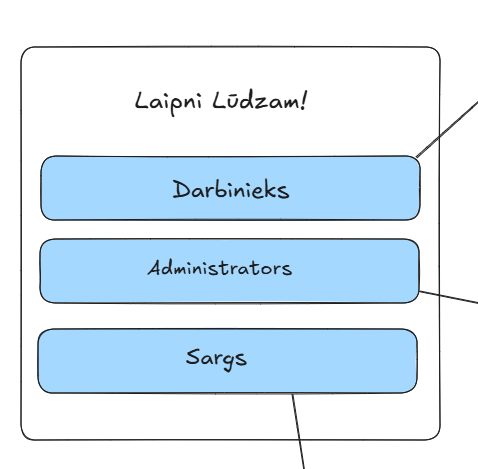 Laipni Lūdzam!
Darbinieks
Administrators
Sargs